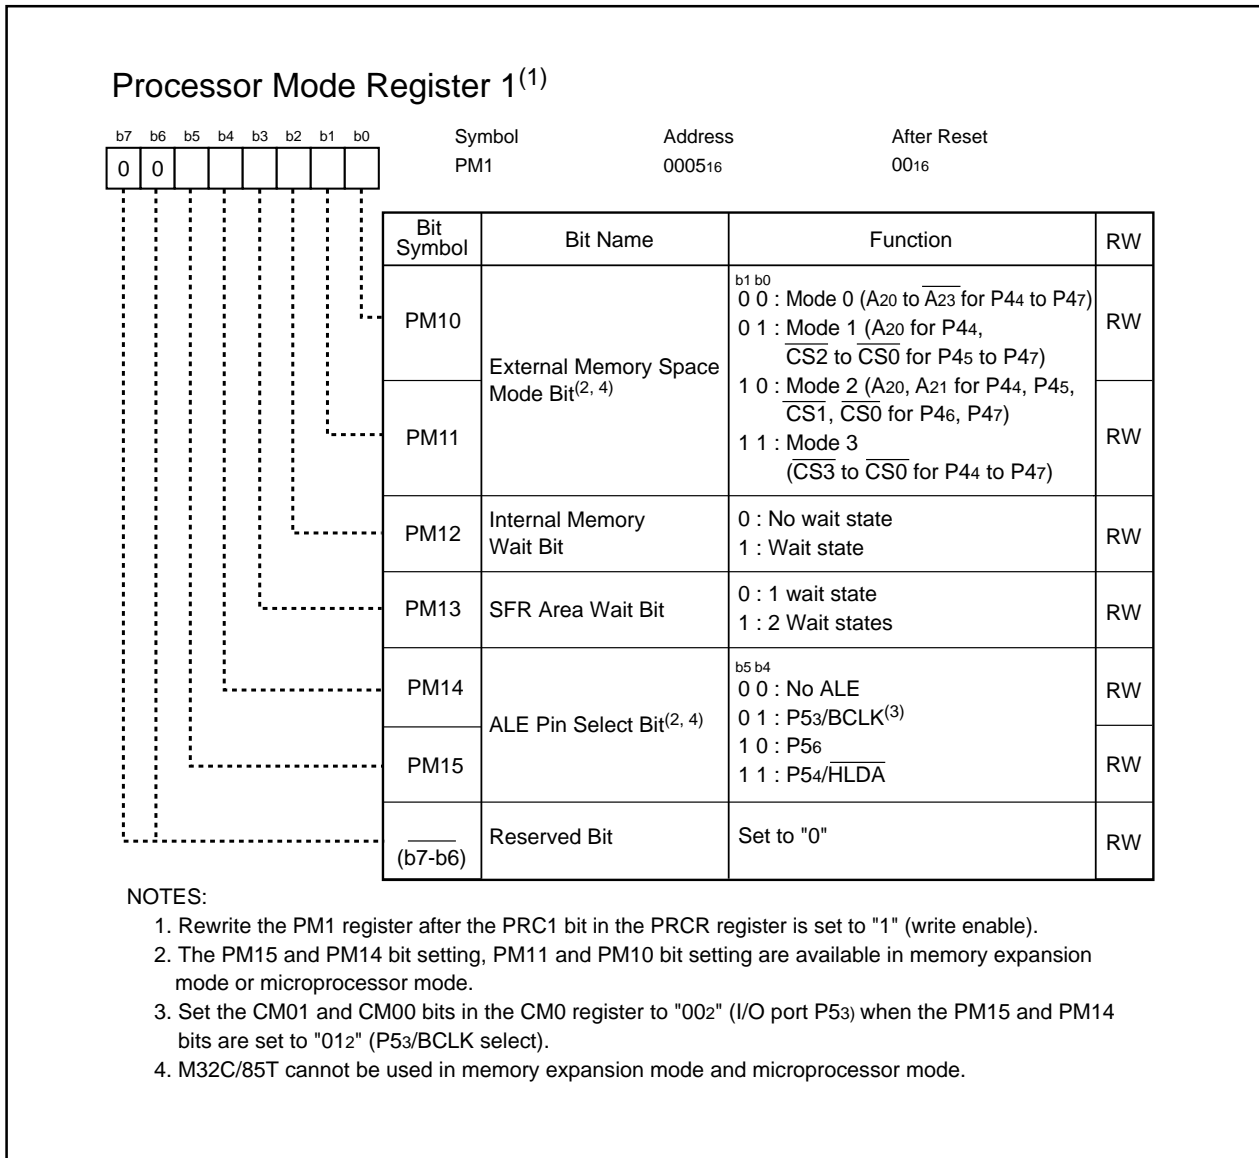 Processor Mode Register 1(1)
b7 b6 b5 b4 b3 b2 b1 b0
0 0
Symbol Address After Reset
PM1 000516 0016
Bit Symbol Bit Name Function RW
PM10
PM11
External Memory Space
Mode Bit(2, 4)
b1 b0
0 0 : Mode 0 (A20 to A̅2̅3̅ for P44 to P47)
0 1 : Mode 1 (A20 for P44,
C̅S̅2̅ to C̅S̅0̅ for P45 to P47)
1 0 : Mode 2 (A20, A21 for P44, P45,
C̅S̅1̅, C̅S̅0̅ for P46, P47)
1 1 : Mode 3
(C̅S̅3̅ to C̅S̅0̅ for P44 to P47)
RW
RW
PM12
Internal Memory
Wait Bit
0 : No wait state
1 : Wait state
RW
PM13
SFR Area Wait Bit
0 : 1 wait state
1 : 2 Wait states
RW
PM14
PM15
ALE Pin Select Bit(2, 4)
b5 b4
0 0 : No ALE
0 1 : P53/BCLK(3)
1 0 : P56
1 1 : P54/H̅L̅D̅A̅
RW
RW
(b7-b6)
Reserved Bit
Set to "0"
RW
NOTES:
1. Rewrite the PM1 register after the PRC1 bit in the PRCR register is set to "1" (write enable).
2. The PM15 and PM14 bit setting, PM11 and PM10 bit setting are available in memory expansion
mode or microprocessor mode.
3. Set the CM01 and CM00 bits in the CM0 register to "002" (I/O port P53) when the PM15 and PM14
bits are set to "012" (P53/BCLK select).
4. M32C/85T cannot be used in memory expansion mode and microprocessor mode.